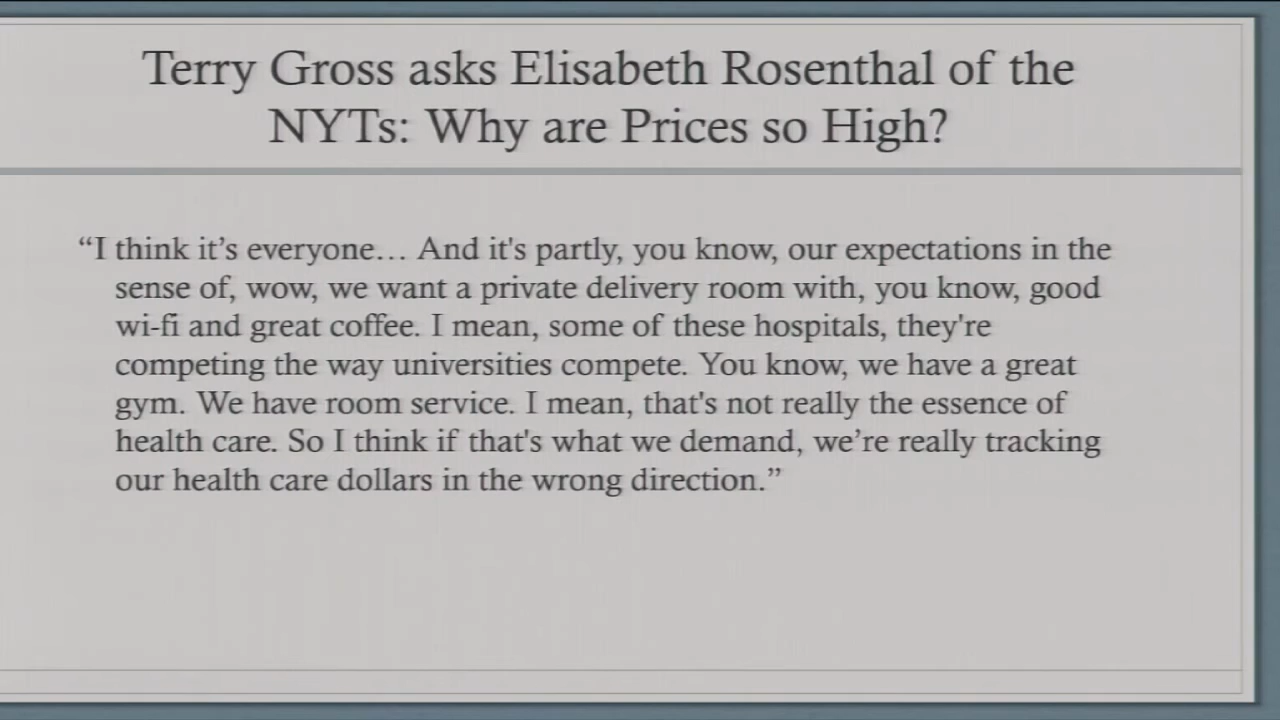 Terry Gross asks Elisabeth Rosenthal of the
NYTs: Why are Prices so High?
“I think it’s everyone… And it's partly, you know, our expectations in the
sense of, wow, we want a private delivery room with, you know, good
wi-fi and great coffee. I mean, some of these hospitals, they're
competing the way universities compete. You know, we have a great
gym. We have room service. I mean, that's not really the essence of
health care. So I think if that's what we demand, we’re really tracking
our health care dollars in the wrong direction.”